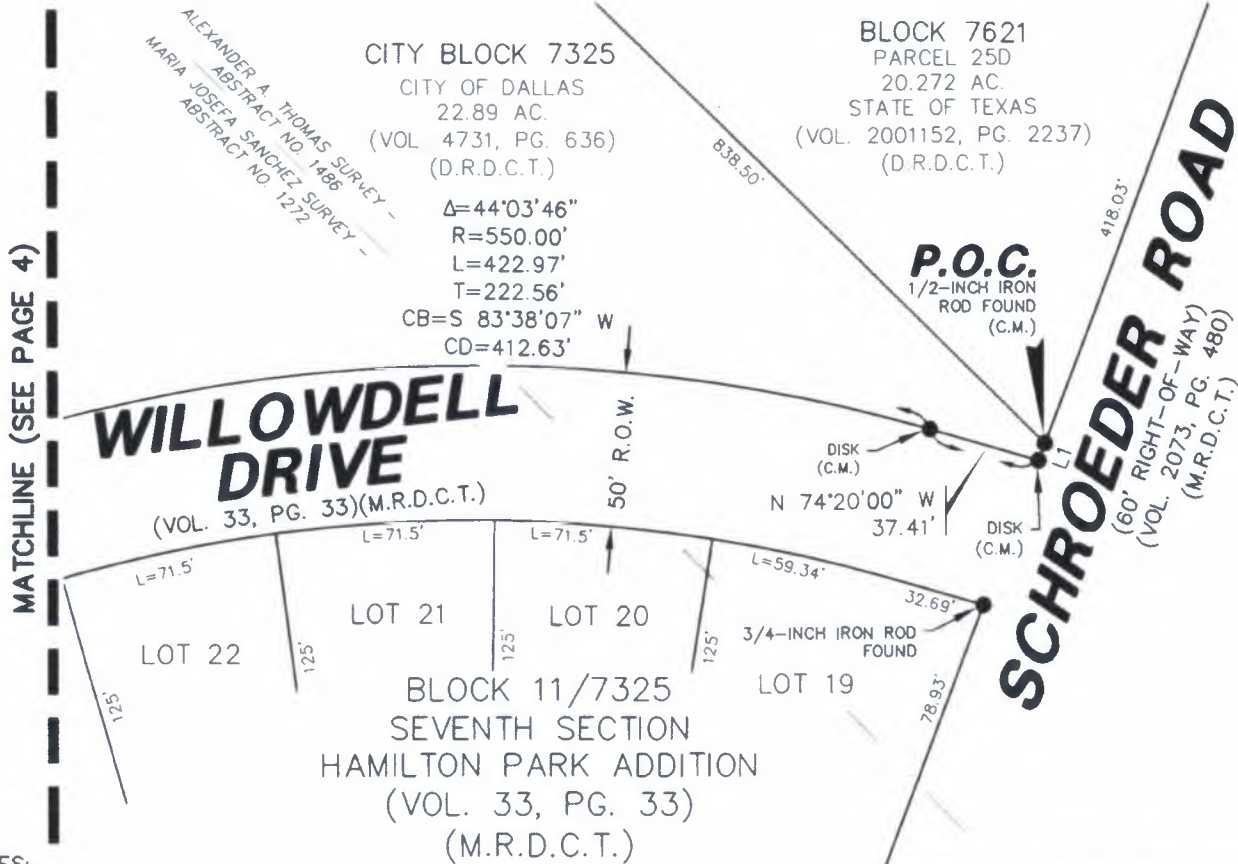 ALEXANDER A. THOMAS SURVEY -
ABSTRACT NO. 1486
MARIA JOSEFA SANCHEZ SURVEY -
ABSTRACT NO. 1272
CITY BLOCK 7325
CITY OF DALLAS
22.89 AC.
(VOL 4731, PG. 636)
(D.R.D.C.T.)
Δ=44°03'46"
R=550.00'
L=422.97'
T=222.56'
CB=S 83°38'07" W
CD=412.63'
BLOCK 7621
PARCEL 25D
20.272 AC.
STATE OF TEXAS
(VOL. 2001152, PG. 2237)
(D.R.D.C.T.)
838.50'
418.03'
P.O.C.
1/2-INCH IRON
ROD FOUND
(C.M.)
SCHROEDER ROAD
(60' RIGHT-OF-WAY)
(VOL. 2073, PG. 480)
(M.R.D.C.T.)
MATCHLINE (SEE PAGE 4)
WILLOWDELL
DRIVE
(VOL. 33, PG. 33)(M.R.D.C.T.)
50' R.O.W.
DISK
(C.M.)
L1
N 74°20'00" W
37.41'
DISK
(C.M.)
L=71.5'
L=71.5'
L=71.5'
L=59.34'
32.69'
3/4-INCH IRON ROD
FOUND
LOT 22
LOT 21
LOT 20
LOT 19
125'
125'
125'
125'
78.93'
BLOCK 11/7325
SEVENTH SECTION
HAMILTON PARK ADDITION
(VOL. 33, PG. 33)
(M.R.D.C.T.)